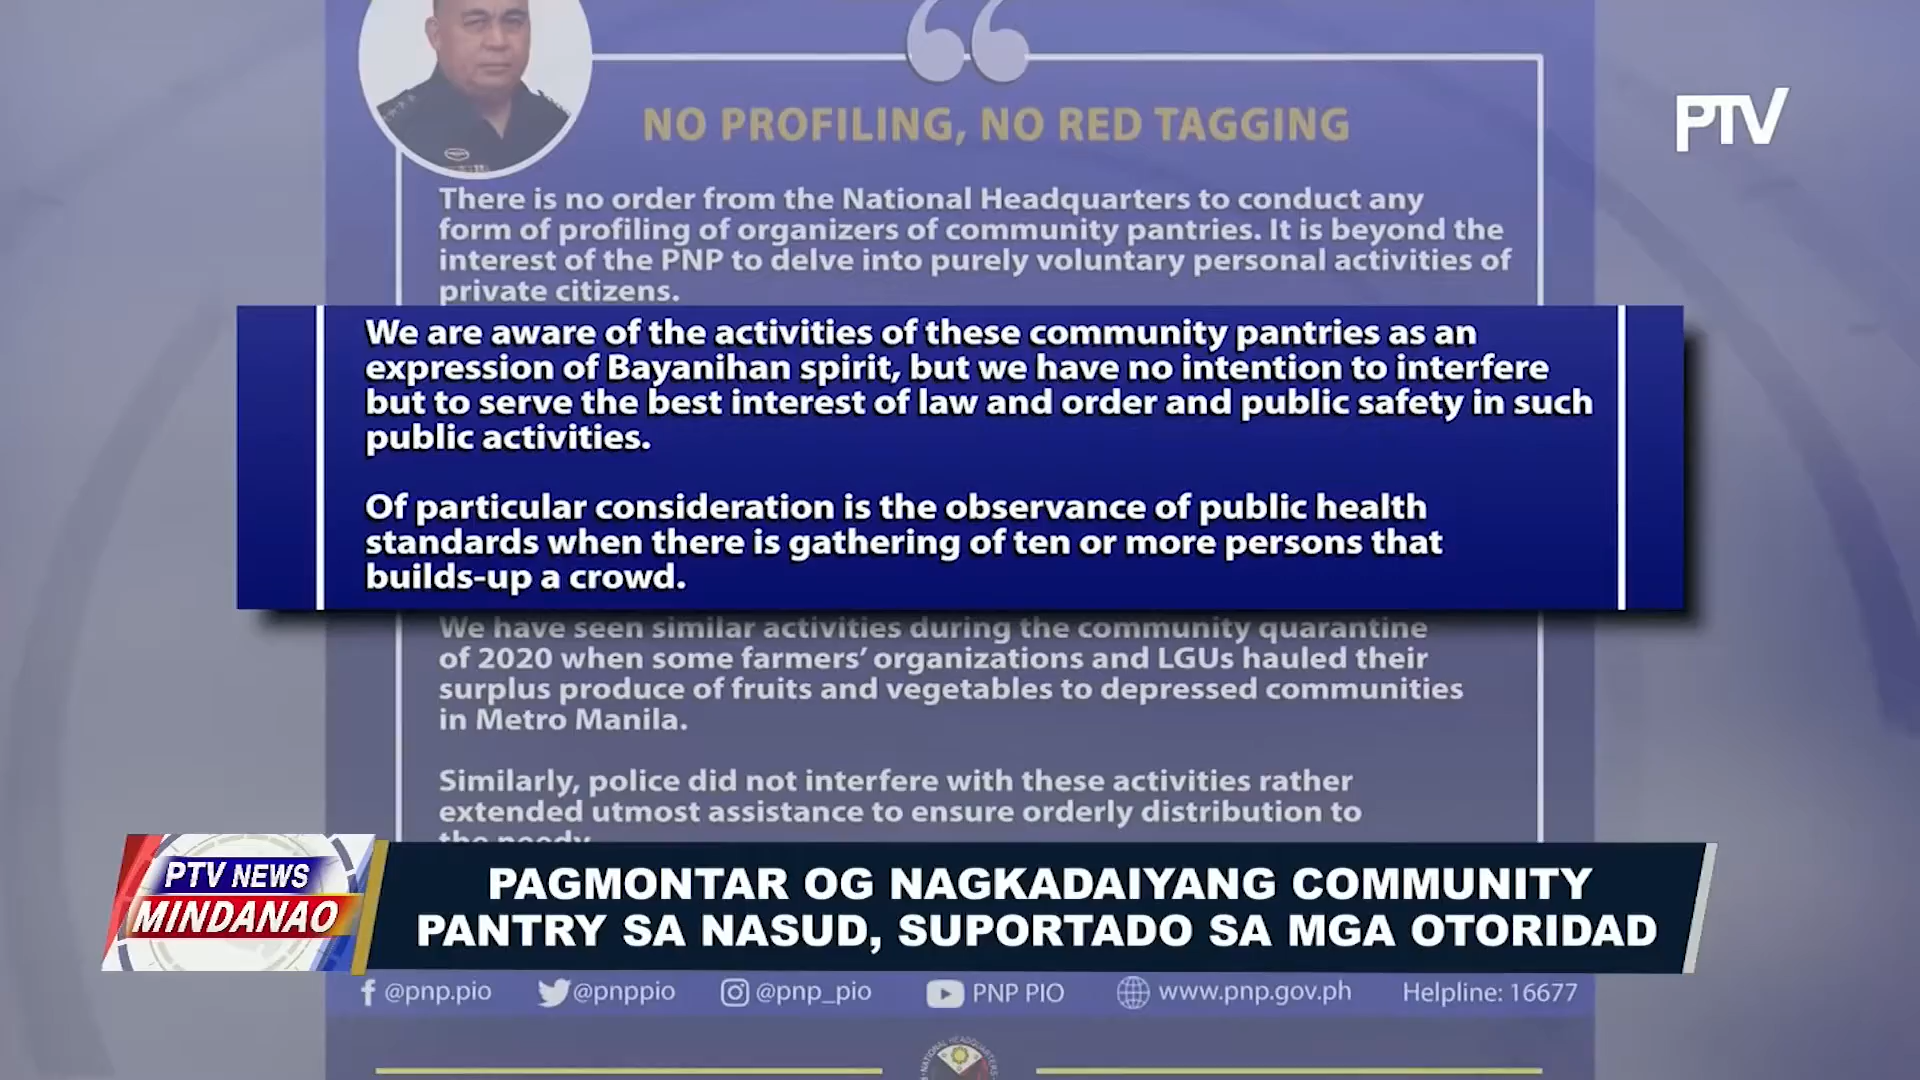 PTV
NO PROFILING, NO RED TAGGING
There is no order from the National Headquarters to conduct any
form of profiling of organizers of community pantries. It is beyond the
interest of the PNP to delve into purely voluntary personal activities of
private citizens.
We are aware of the activities of these community pantries as an
expression of Bayanihan spirit, but we have no intention to interfere
but to serve the best interest of law and order and public safety in such
public activities.
Of particular consideration is the observance of public health
standards when there is gathering of ten or more persons that
builds-up a crowd.
We have seen similar activities during the community quarantine
of 2020 when some farmers' organizations and LGUs hauled their
surplus produce of fruits and vegetables to depressed communities
in Metro Manila.
Similarly, police did not interfere with these activities rather
extended utmost assistance to ensure orderly distribution to
the needy.
PTV NEWS
MINDANAO
PAGMONTAR OG NAGKADAIYANG COMMUNITY
PANTRY SA NASUD, SUPORTADO SA MGA OTORIDAD
@pnp.pio @pnppio @pnp_pio PNP PIO www.pnp.gov.ph Helpline: 16677
NATIONAL HEADQUARTERS